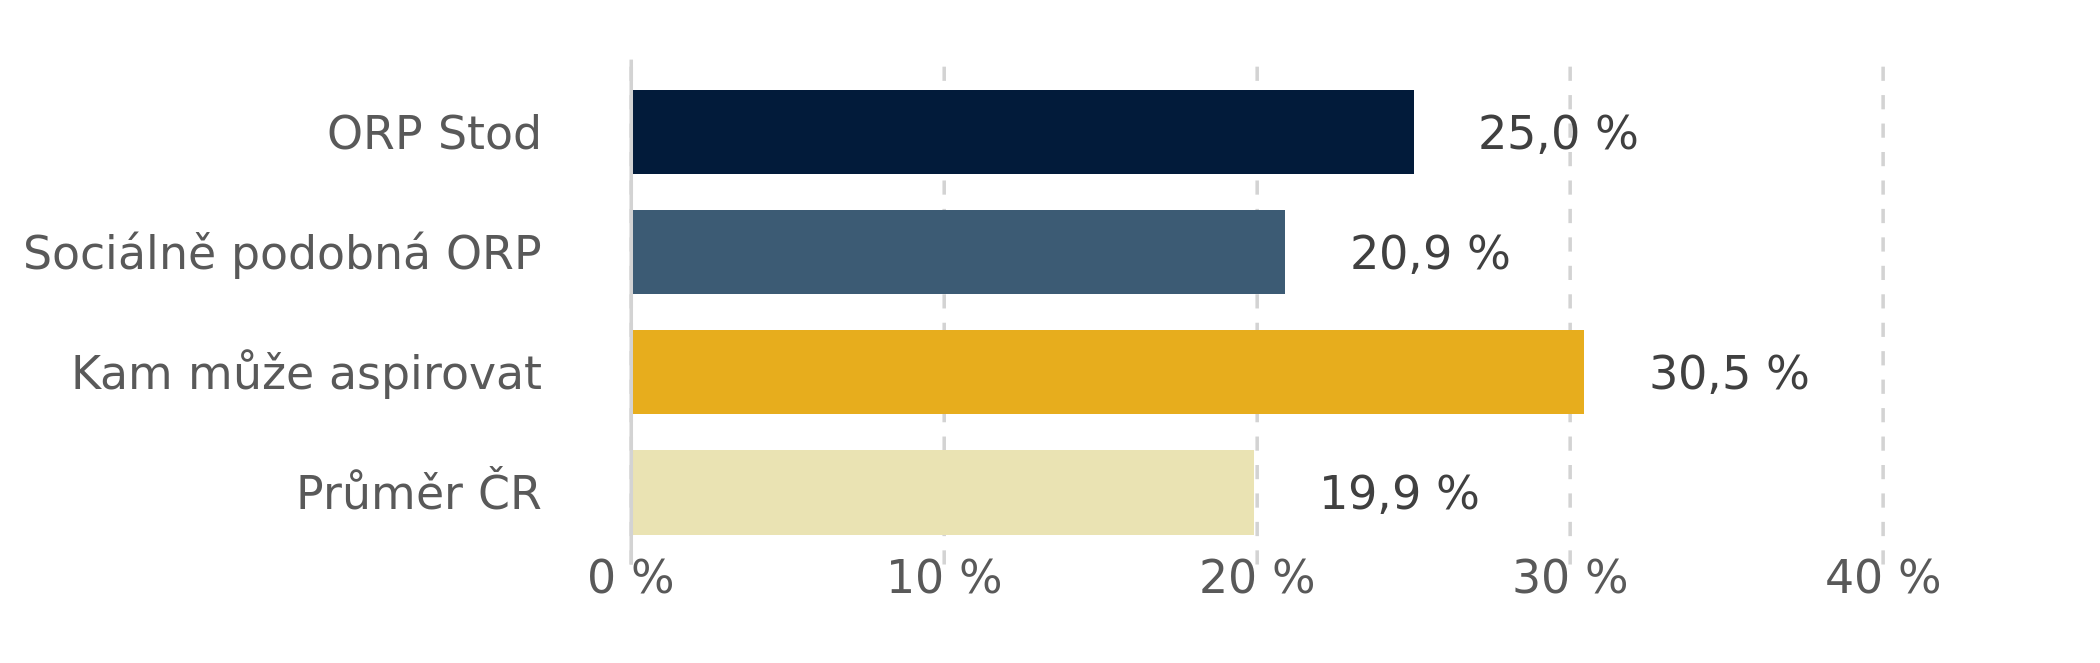 ORP Stod 25,0 %
Sociálně podobná ORP 20,9 %
Kam může aspirovat 30,5 %
Průměr ČR 19,9 %
0 % 10 % 20 % 30 % 40 %